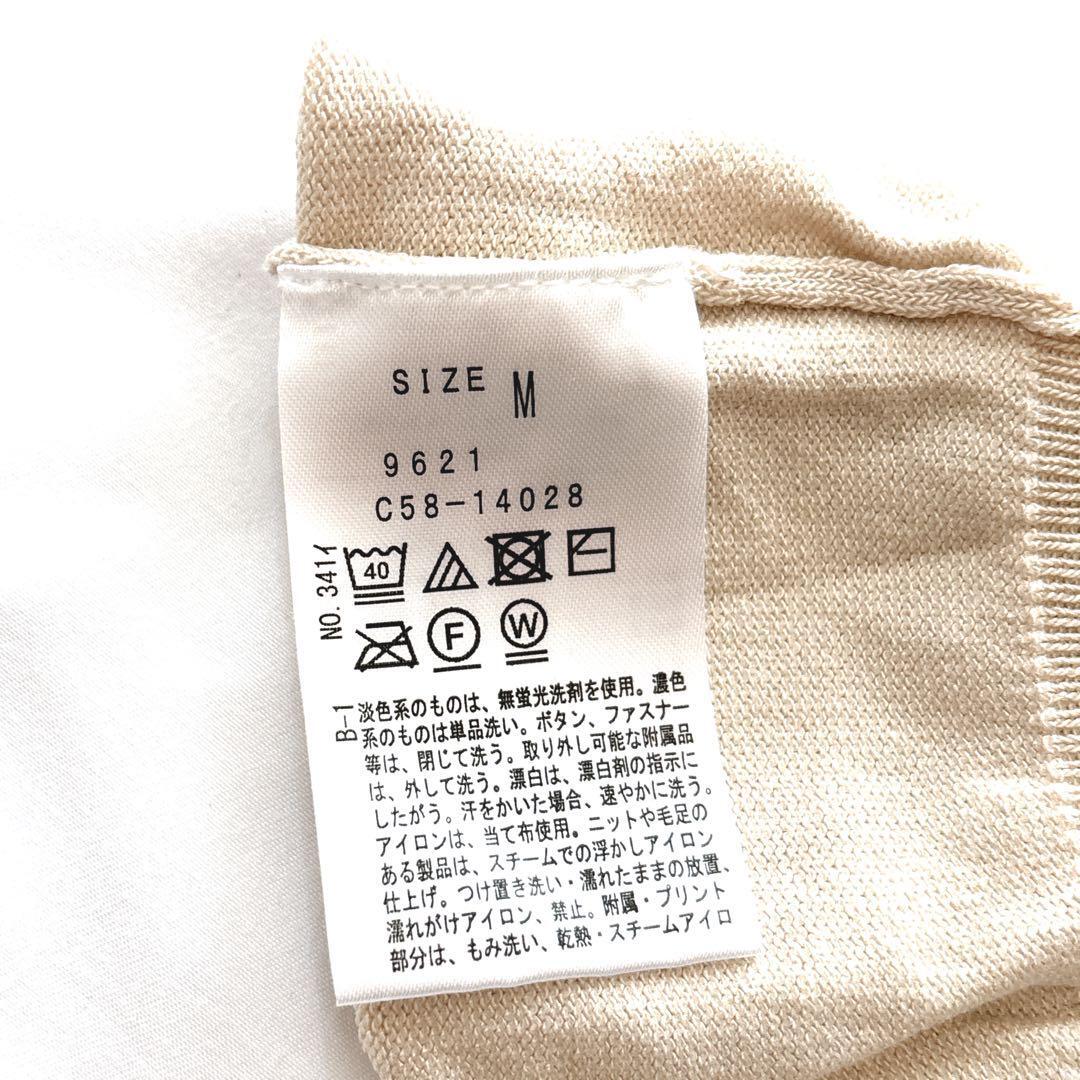 SIZE M
9621
C58-14028
NO.341イ
40
F
W
B-1
淡色系のものは、無蛍光洗剤を使用。濃色
系のものは単品洗い。ボタン、ファスナー
等は、閉じて洗う。取り外し可能な附属品
は、外して洗う。漂白は、漂白剤の指示に
したがう。汗をかいた場合、速やかに洗う。
アイロンは、当て布使用。ニットや毛足の
ある製品は、スチームでの浮かしアイロン
仕上げ。つけ置き洗い・濡れたままの放置、
濡れがけアイロン、禁止。附属・プリント
部分は、もみ洗い、乾熱・スチームアイロ